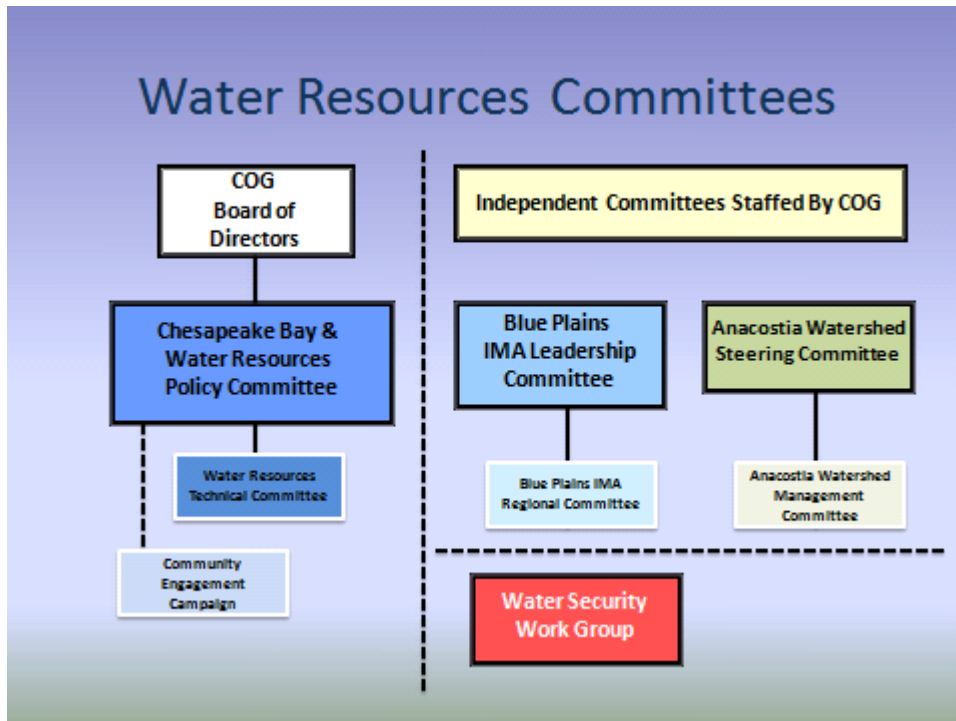 Water Resources Committees
COG
Board of
Directors
Chesapeake Bay &
Water Resources
Policy Committee
Water Resources
Technical Committee
Community
Engagement
Campaign
Independent Committees Staffed By COG
Blue Plains
IMA Leadership
Committee
Anacostia Watershed
Steering Committee
Blue Plains IMA
Regional Committee
Anacostia Watershed
Management
Committee
Water Security
Work Group